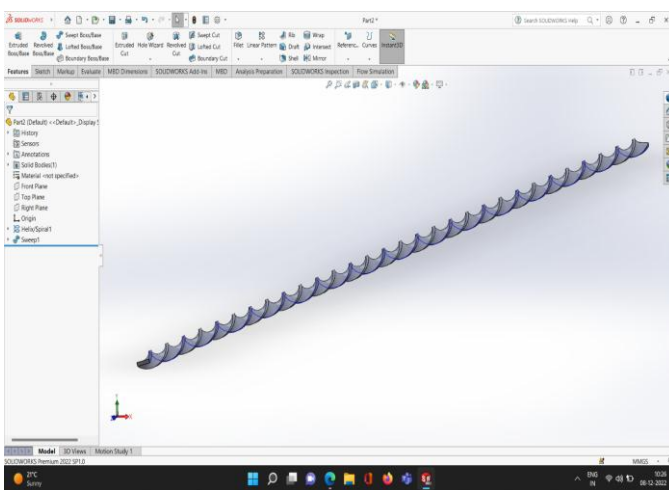 SOLIDWORKS
Part2 *
Search SOLIDWORKS Help
Extruded Boss/Base
Revolved Boss/Base
Swept Boss/Base
Lofted Boss/Base
Boundary Boss/Base
Extruded Cut
Hole Wizard
Revolved Cut
Swept Cut
Lofted Cut
Boundary Cut
Fillet
Linear Pattern
Rib
Draft
Shell
Wrap
Intersect
Mirror
Referenc...
Curves
Instant3D
Features Sketch Markup Evaluate MBD Dimensions SOLIDWORKS Add-Ins MBD Analysis Preparation SOLIDWORKS Inspection Flow Simulation
Part2 (Default) <<Default>_Display S
History
Sensors
Annotations
Solid Bodies(1)
Material <not specified>
Front Plane
Top Plane
Right Plane
Origin
Helix/Spiral1
Sweep1
Y
X
Model 3D Views Motion Study 1
SOLIDWORKS Premium 2022 SP1.0
MMGS
21°C
Sunny
ENG
IN
10:26
08-12-2022